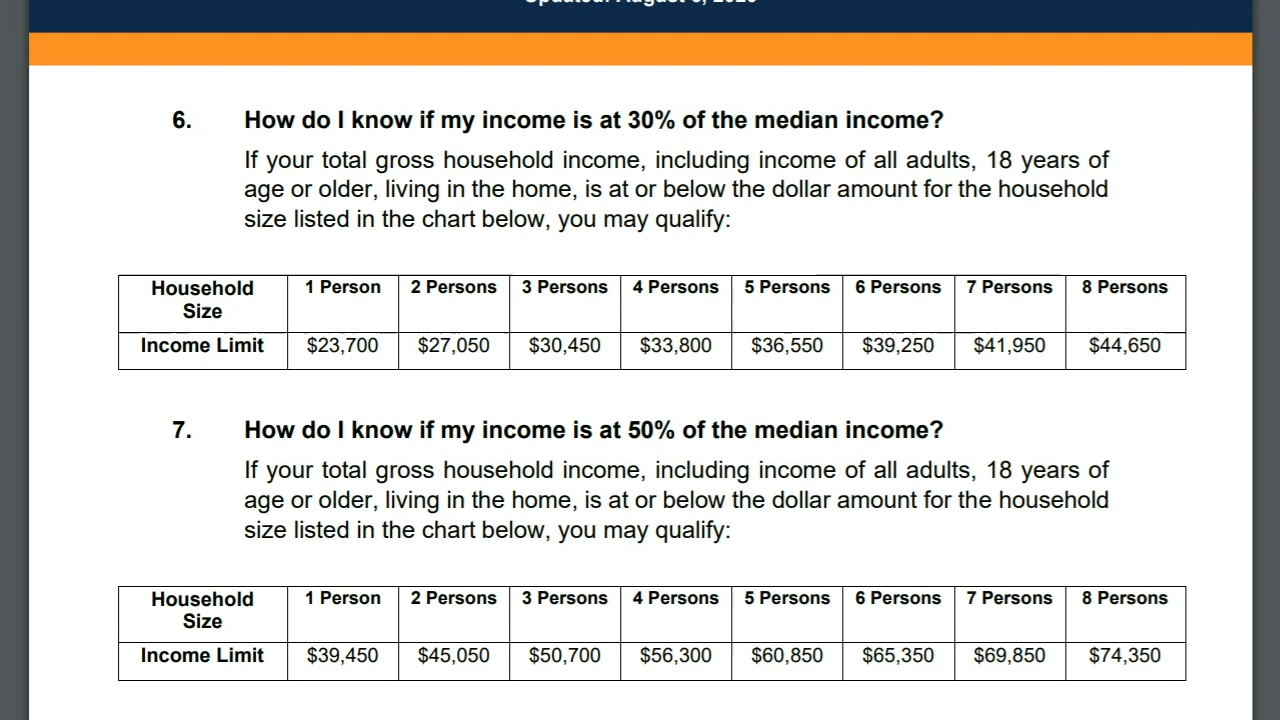 Updated: August 6, 2020
6. How do I know if my income is at 30% of the median income?
If your total gross household income, including income of all adults, 18 years of
age or older, living in the home, is at or below the dollar amount for the household
size listed in the chart below, you may qualify:
Household Size 1 Person 2 Persons 3 Persons 4 Persons 5 Persons 6 Persons 7 Persons 8 Persons
Income Limit $23,700 $27,050 $30,450 $33,800 $36,550 $39,250 $41,950 $44,650
7. How do I know if my income is at 50% of the median income?
If your total gross household income, including income of all adults, 18 years of
age or older, living in the home, is at or below the dollar amount for the household
size listed in the chart below, you may qualify:
Household Size 1 Person 2 Persons 3 Persons 4 Persons 5 Persons 6 Persons 7 Persons 8 Persons
Income Limit $39,450 $45,050 $50,700 $56,300 $60,850 $65,350 $69,850 $74,350